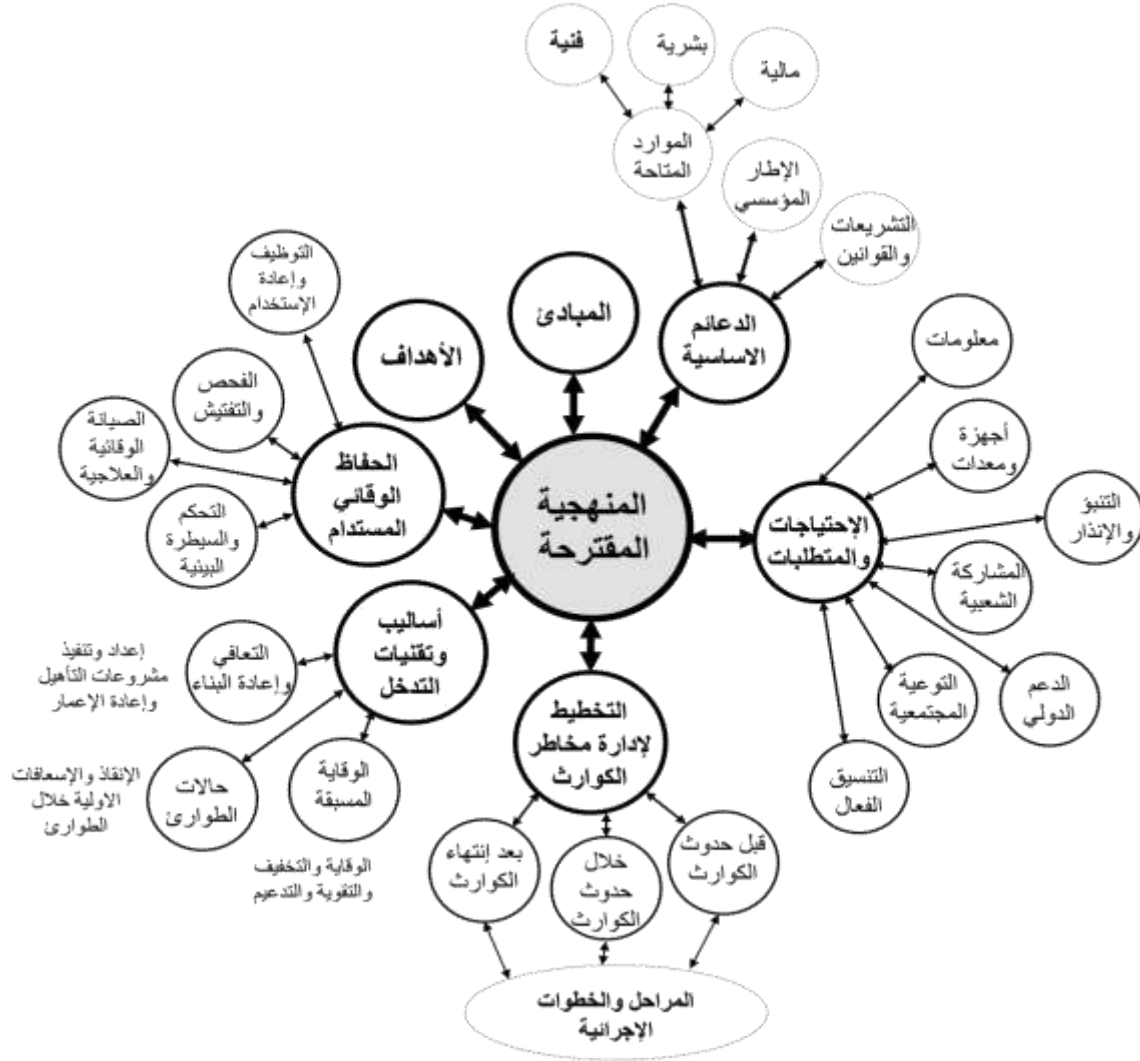 فنية
بشرية
مالية
الموارد
المتاحة
الإطار
المؤسسي
التشريعات
والقوانين
الدعائم
الاساسية
المبادئ
الأهداف
المنهجية
المقترحة
معلومات
أجهزة
ومعدات
التنبؤ
والإنذار
المشاركة
الشعبية
الدعم
الدولي
التوعية
المجتمعية
التنسيق
الفعال
الإحتياجات
والمتطلبات
التوظيف
وإعادة
الإستخدام
الفحص
والتفتيش
الصيانة
الوقائية
والعلاجية
التحكم
والسيطرة
البيئية
الحفاظ
الوقائي
المستدام
أساليب
وتقنيات
التدخل
التعافي
وإعادة البناء
إعداد وتنفيذ
مشروعات التأهيل
وإعادة الإعمار
حالات
الطوارئ
الإنقاذ والإسعافات
الاولية خلال
الطوارئ
الوقاية
المسبقة
الوقاية والتخفيف
والتقوية والتدعيم
التخطيط
لإدارة مخاطر
الكوارث
قبل حدوث
الكوارث
خلال
حدوث
الكوارث
بعد إنتهاء
الكوارث
المراحل والخطوات
الإجرائية